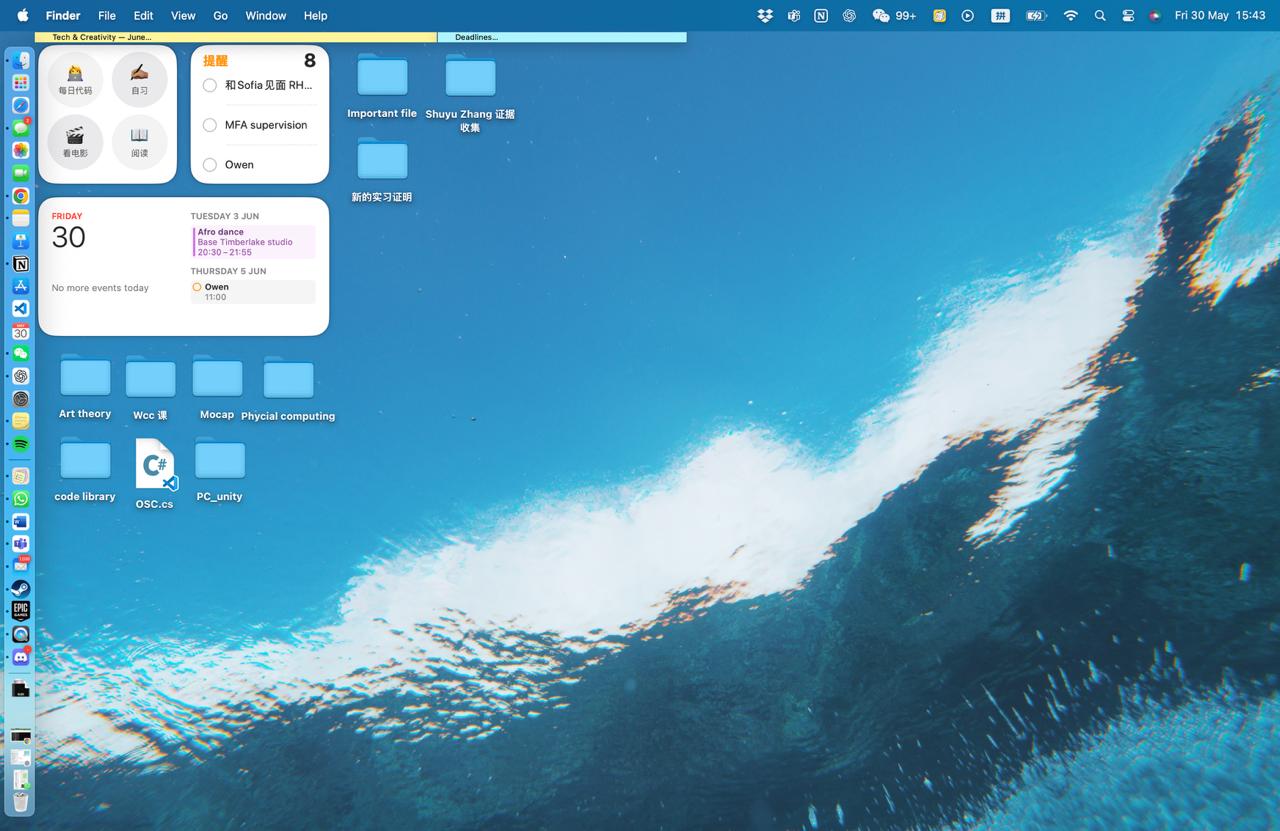 Finder File Edit View Go Window Help
99+ 拼 Fri 30 May 15:43
Tech & Creativity — June...
Deadlines...
每日代码
自习
看电影
阅读
提醒
8
和Sofia 见面 RH...
MFA supervision
Owen
Important file
Shuyu Zhang 证据
收集
新的实习证明
FRIDAY
30
No more events today
TUESDAY 3 JUN
Afro dance
Base Timberlake studio
20:30 – 21:55
THURSDAY 5 JUN
Owen
11:00
Art theory
Wcc 课
Mocap
Phycial computing
code library
C#
OSC.cs
PC_unity
30
EPIC
GAMES